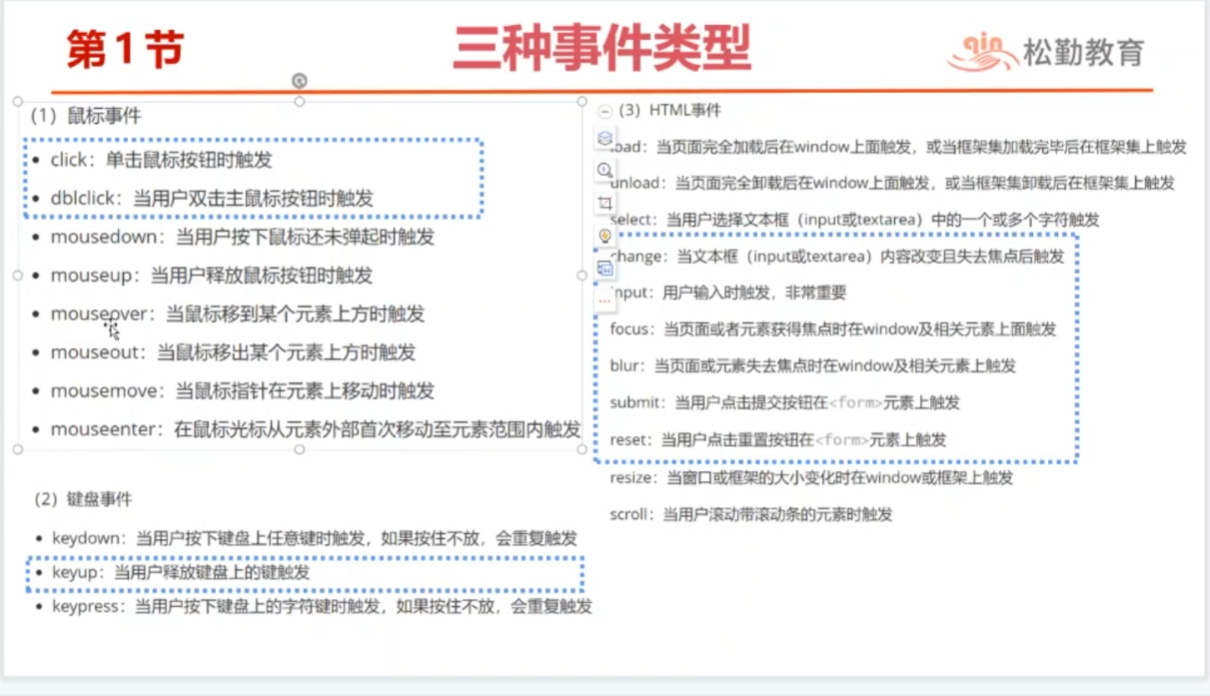 第1节
三种事件类型
qin 松勤教育
(1) 鼠标事件
• click：单击鼠标按钮时触发
• dblclick：当用户双击主鼠标按钮时触发
• mousedown：当用户按下鼠标还未弹起时触发
• mouseup：当用户释放鼠标按钮时触发
• mouseover：当鼠标移到某个元素上方时触发
• mouseout：当鼠标移出某个元素上方时触发
• mousemove：当鼠标指针在元素上移动时触发
• mouseenter：在鼠标光标从元素外部首次移动至元素范围内触发
(2) 键盘事件
• keydown：当用户按下键盘上任意键时触发，如果按住不放，会重复触发
• keyup：当用户释放键盘上的键触发
• keypress：当用户按下键盘上的字符键时触发，如果按住不放，会重复触发
(3) HTML事件
load：当页面完全加载后在window上面触发，或当框架集加载完毕后在框架集上触发
unload：当页面完全卸载后在window上面触发，或当框架集卸载后在框架集上触发
select：当用户选择文本框（input或textarea）中的一个或多个字符触发
change：当文本框（input或textarea）内容改变且失去焦点后触发
input：用户输入时触发，非常重要
focus：当页面或者元素获得焦点时在window及相关元素上面触发
blur：当页面或元素失去焦点时在window及相关元素上触发
submit：当用户点击提交按钮在<form>元素上触发
reset：当用户点击重置按钮在<form>元素上触发
resize：当窗口或框架的大小变化时在window或框架上触发
scroll：当用户滚动带滚动条的元素时触发